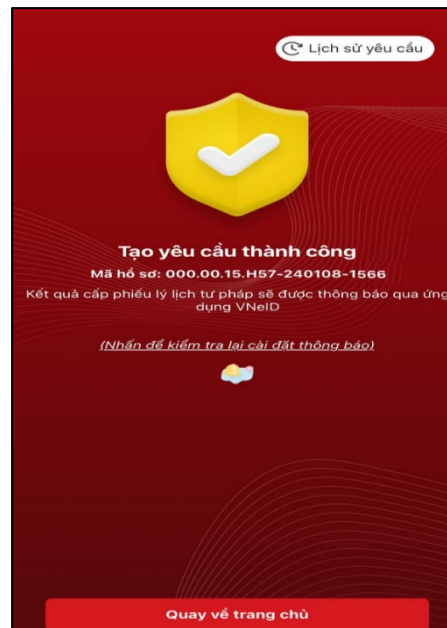 Lịch sử yêu cầu
Tạo yêu cầu thành công
Mã hồ sơ: 000.00.15.H57-240108-1566
Kết quả cấp phiếu lý lịch tư pháp sẽ được thông báo qua ứng
dụng VNeID
(Nhấn để kiểm tra lại cài đặt thông báo)
Quay về trang chủ